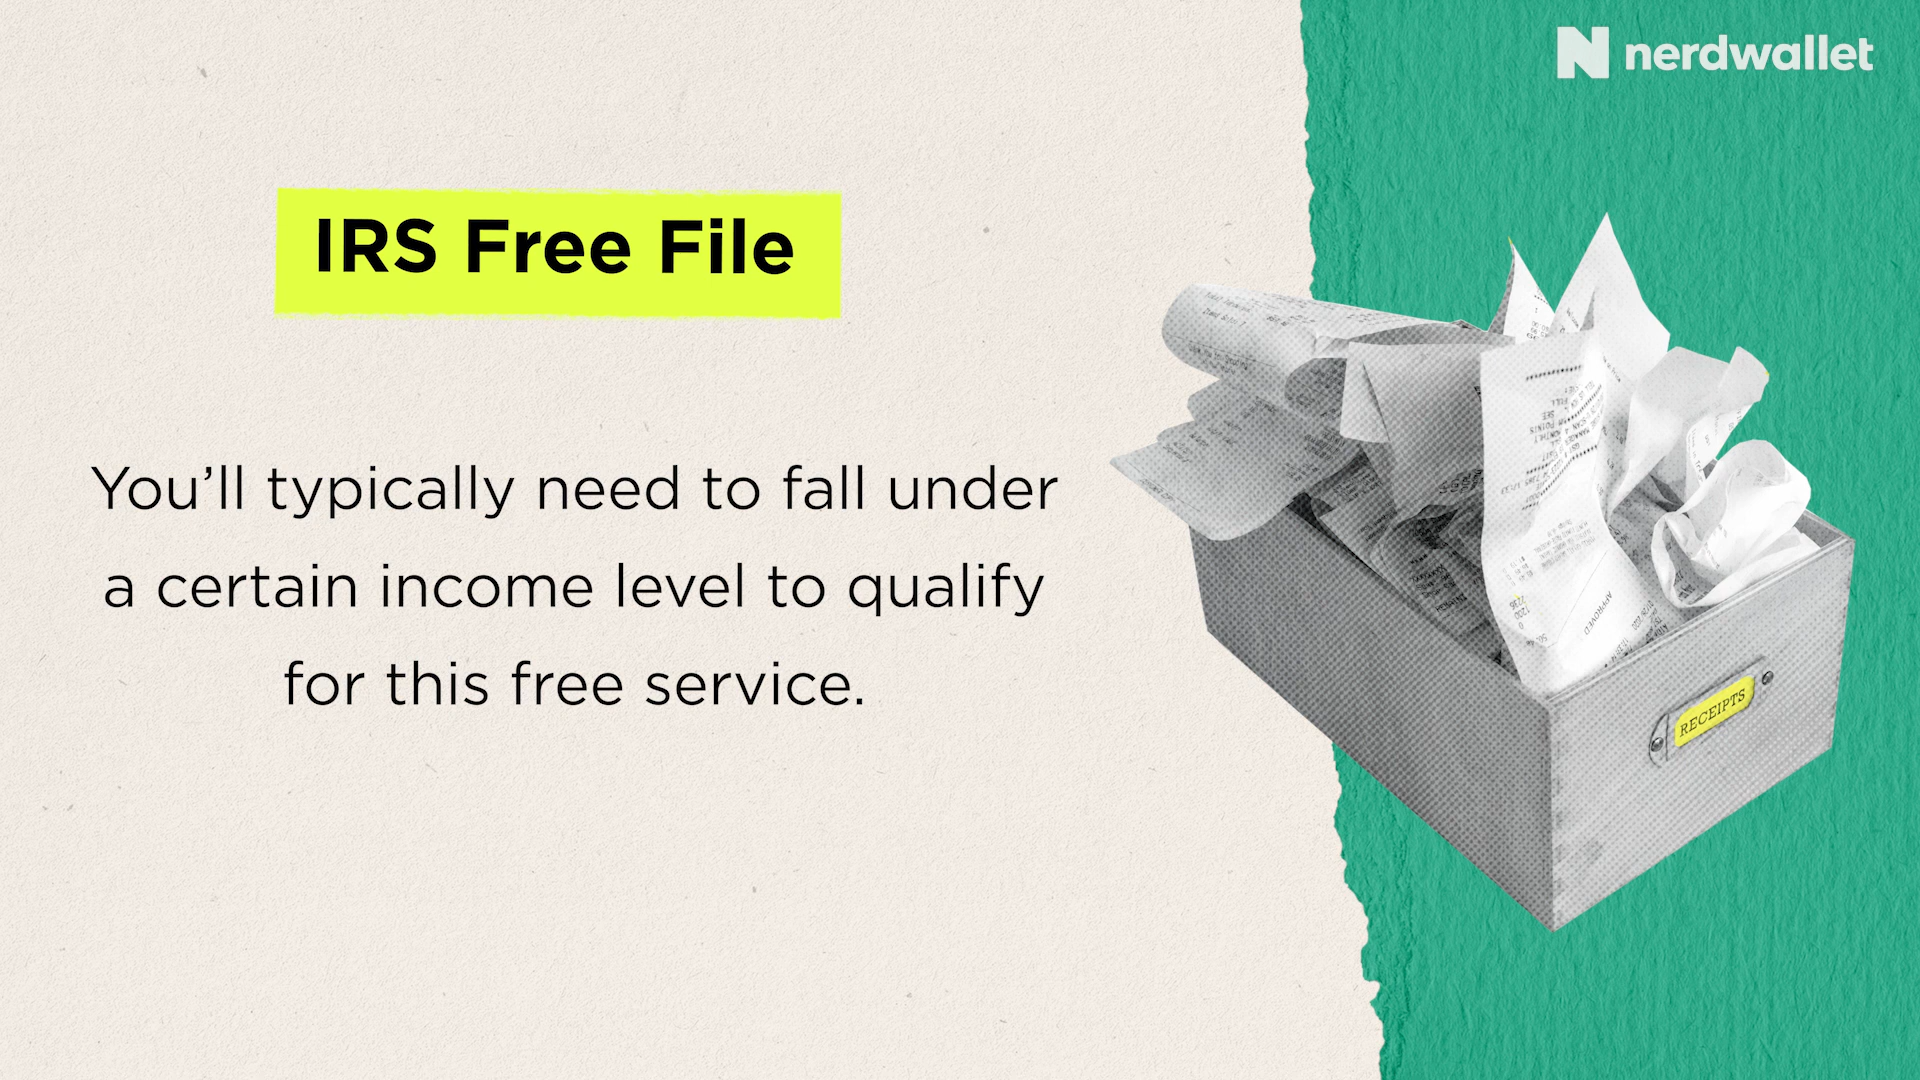 nerdwallet
IRS Free File
You’ll typically need to fall under
a certain income level to qualify
for this free service.
APPROVED
RECEIPTS